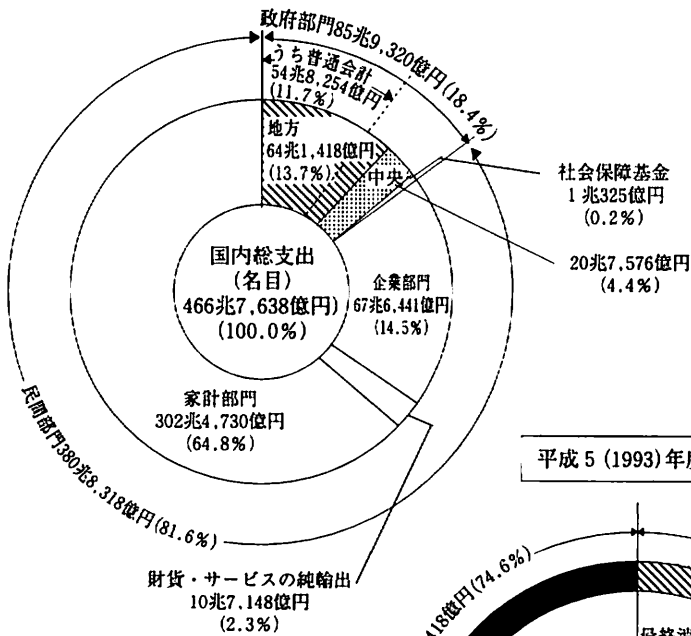 政府部門85兆9,320億円(18.4%)
うち普通会計
54兆8,254億円
(11.7%)
地方
64兆1,418億円
(13.7%)
中央
社会保障基金
1兆325億円
(0.2%)
20兆7,576億円
(4.4%)
国内総支出
(名目)
466兆7,638億円)
(100.0%)
企業部門
67兆6,441億円
(14.5%)
家計部門
302兆4,730億円
(64.8%)
民間部門380兆8,318億円(81.6%)
財貨・サービスの純輸出
10兆7,148億円
(2.3%)
平成5(1993)年
418億円(74.6%)